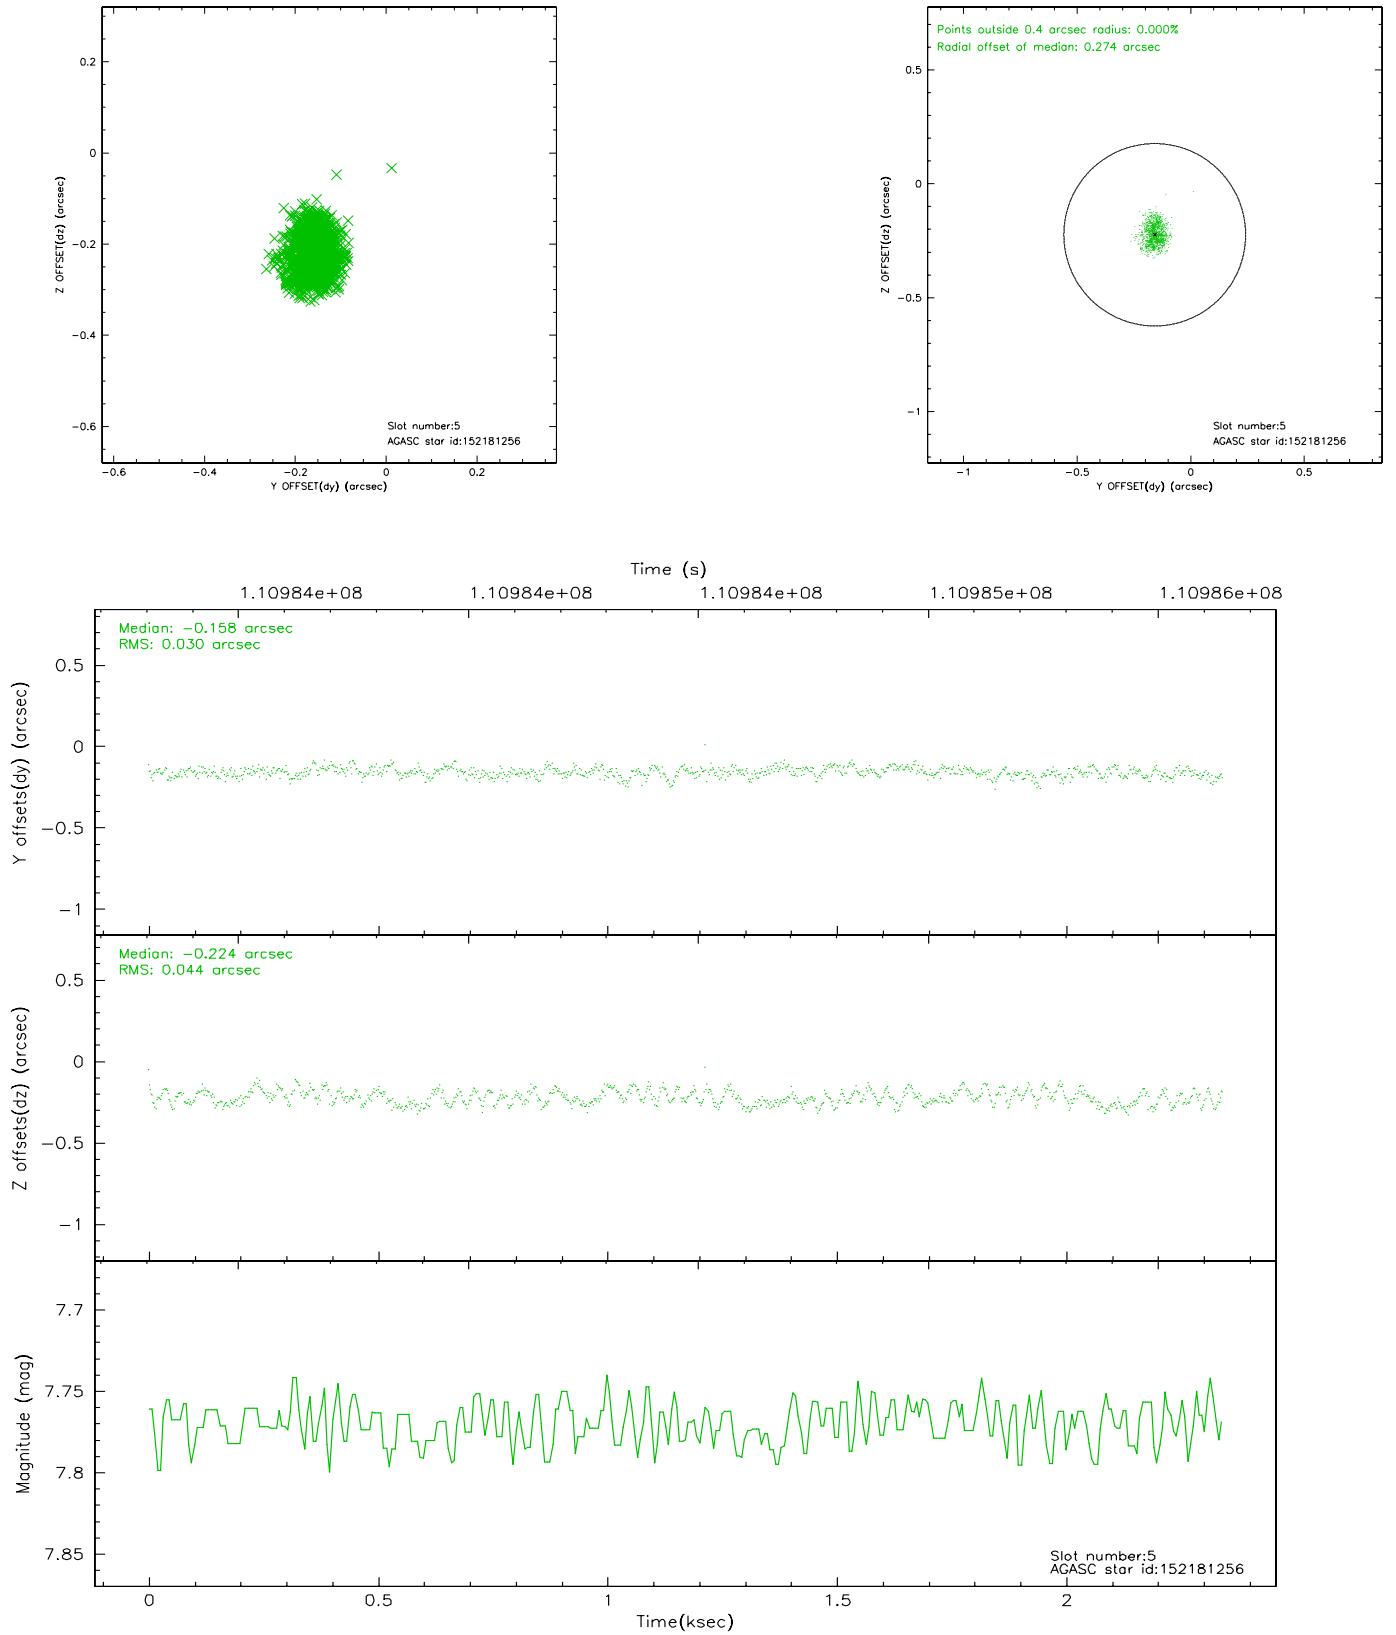 0.2
0
−0.2
−0.4
−0.6
Z OFFSET(dz) (arcsec)
Slot number:5
AGASC star id:152181256
−0.6 −0.4 −0.2 0 0.2
Y OFFSET(dy) (arcsec)
Points outside 0.4 arcsec radius: 0.000%
Radial offset of median: 0.274 arcsec
0.5
0
−0.5
−1
Z OFFSET(dz) (arcsec)
Slot number:5
AGASC star id:152181256
−1 −0.5 0 0.5
Y OFFSET(dy) (arcsec)
Time (s)
1.10984e+08 1.10984e+08 1.10984e+08 1.10985e+08 1.10986e+08
Median: −0.158 arcsec
RMS: 0.030 arcsec
0.5
0
−0.5
−1
Y offsets(dy) (arcsec)
Median: −0.224 arcsec
RMS: 0.044 arcsec
0.5
0
−0.5
−1
Z offsets(dz) (arcsec)
7.7
7.75
7.8
7.85
Magnitude (mag)
Slot number:5
AGASC star id:152181256
0 0.5 1 1.5 2
Time(ksec)